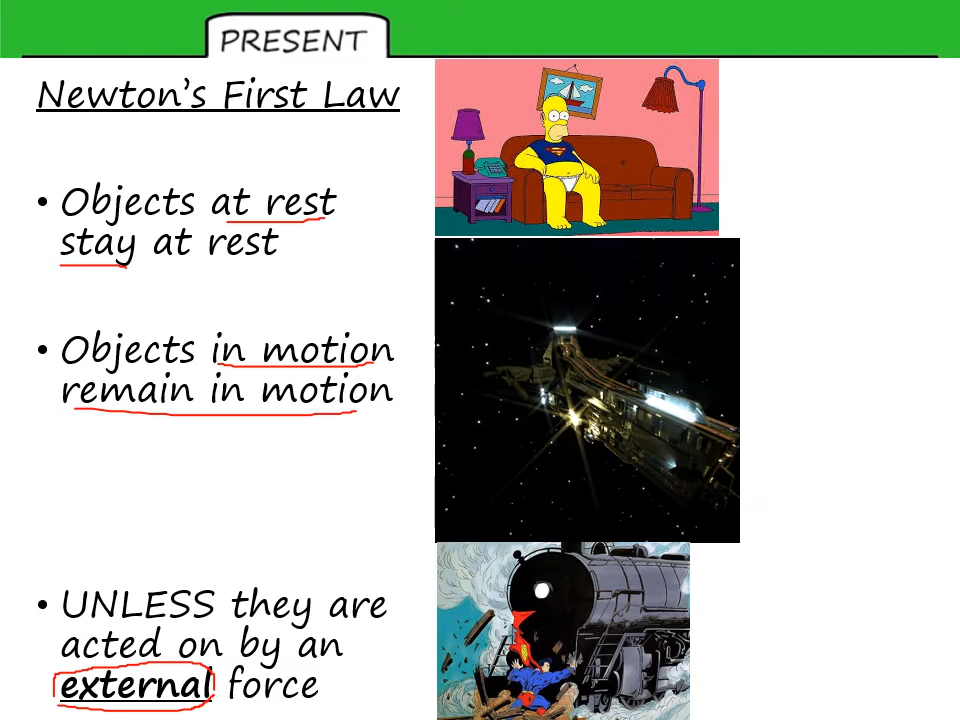 PRESENT
Newton's First Law
• Objects at rest
stay at rest
• Objects in motion
remain in motion
• UNLESS they are
acted on by an
external force